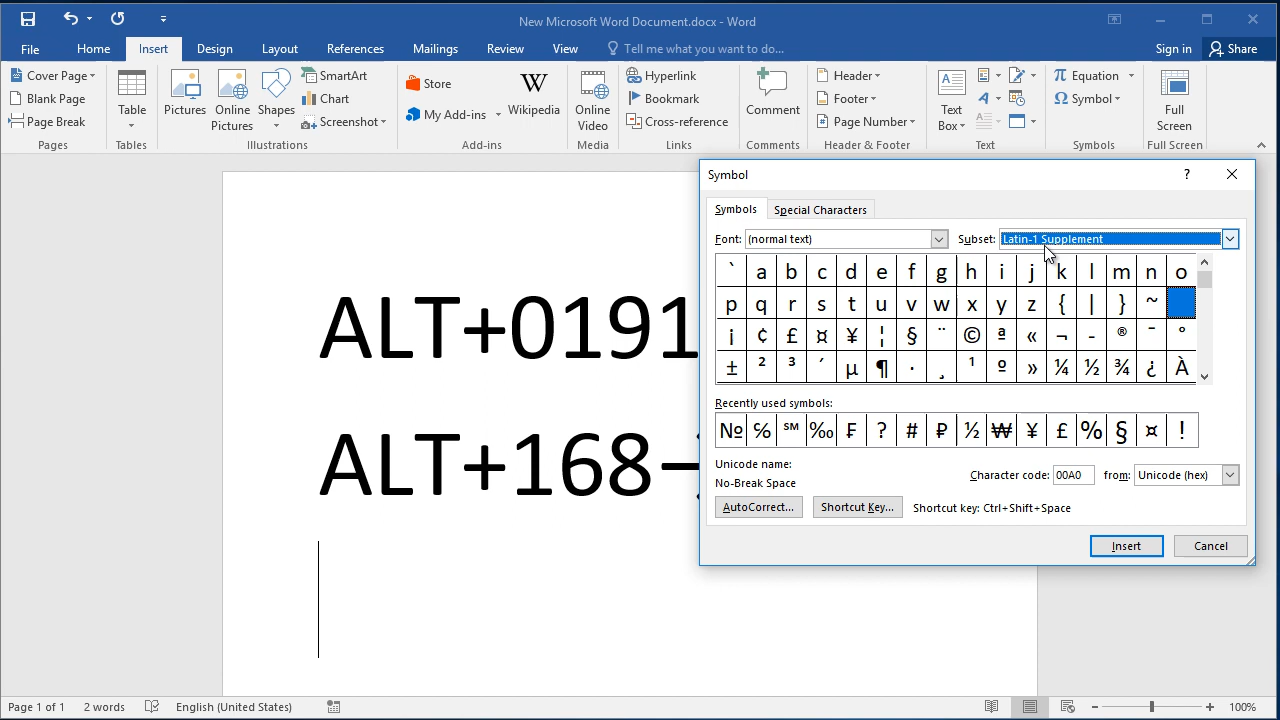 New Microsoft Word Document.docx - Word
File Home Insert Design Layout References Mailings Review View Tell me what you want to do... Sign in Share
Cover Page
Blank Page
Page Break
Pages
Table
Tables
Pictures
Online Pictures
Shapes
SmartArt
Chart
Screenshot
Illustrations
Store
My Add-ins
W
Wikipedia
Add-ins
Online Video
Media
Hyperlink
Bookmark
Cross-reference
Links
Comment
Comments
Header
Footer
Page Number
Header & Footer
Text Box
Text
π Equation
Ω Symbol
Symbols
Full Screen
Full Screen
ALT+0191
ALT+168–
Symbol ?
Symbols Special Characters
Font: (normal text) Subset: Latin-1 Supplement
` a b c d e f g h i j k l m n o
p q r s t u v w x y z { | } ~
¡ ¢ £ ¤ ¥ ¦ § ¨ © ª « ¬ - ® ¯ °
± ² ³ ´ µ ¶ · ¸ ¹ º » ¼ ½ ¾ ¿ À
Recently used symbols:
№ ℅ ℠ ‰ ₣ ? # ₽ ½ ₩ ¥ £ % § ¤ !
Unicode name:
No-Break Space
Character code: 00A0 from: Unicode (hex)
AutoCorrect... Shortcut Key... Shortcut key: Ctrl+Shift+Space
Insert Cancel
Page 1 of 1 2 words English (United States) - + 100%